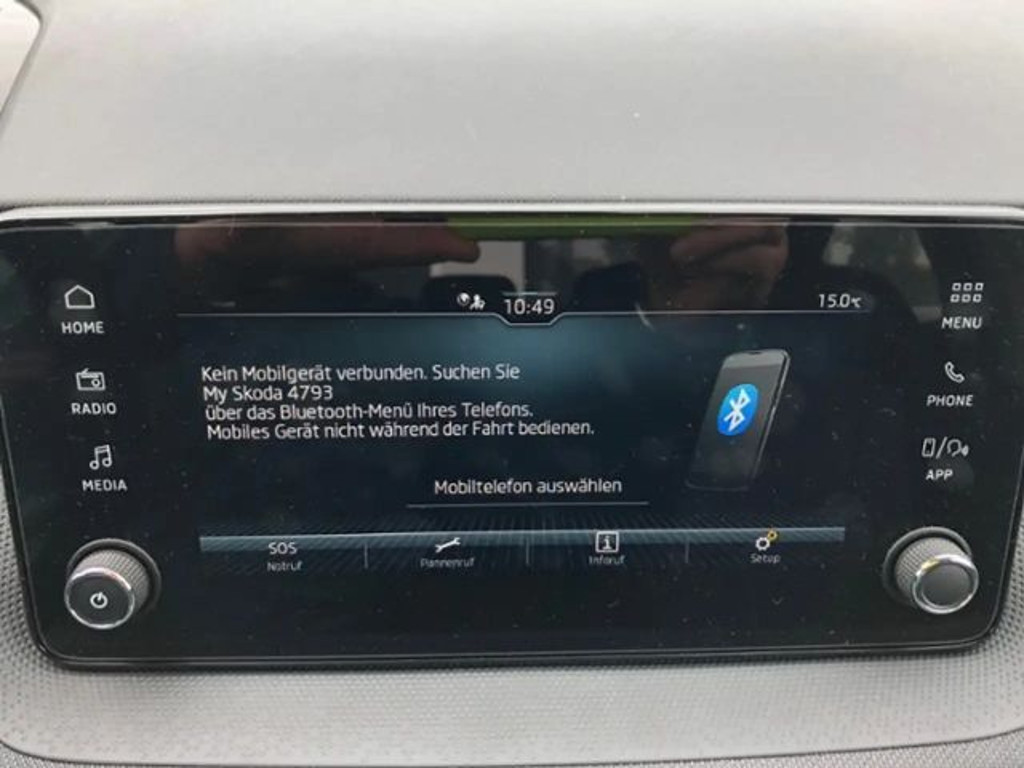 10:49
15.0°C
HOME
RADIO
MEDIA
Kein Mobilgerät verbunden. Suchen Sie
My Skoda 4793
über das Bluetooth-Menü Ihres Telefons.
Mobiles Gerät nicht während der Fahrt bedienen.
Mobiltelefon auswählen
SOS
Notruf
Pannenruf
Inforuf
Setup
MENU
PHONE
APP